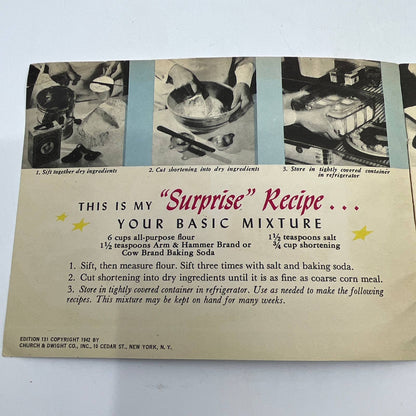 1. Sift together dry ingredients
2. Cut shortening into dry ingredients
3. Store in tightly covered container
in refrigerator
THIS IS MY "Surprise" Recipe . . .
YOUR BASIC MIXTURE
6 cups all-purpose flour
1½ teaspoons Arm & Hammer Brand or
Cow Brand Baking Soda
1½ teaspoons salt
¾ cup shortening
1. Sift, then measure flour. Sift three times with salt and baking soda.
2. Cut shortening into dry ingredients until it is as fine as coarse corn meal.
3. Store in tightly covered container in refrigerator. Use as needed to make the following
recipes. This mixture may be kept on hand for many weeks.
EDITION 131 COPYRIGHT 1942 BY
CHURCH & DWIGHT CO., INC., 10 CEDAR ST., NEW YORK, N. Y.